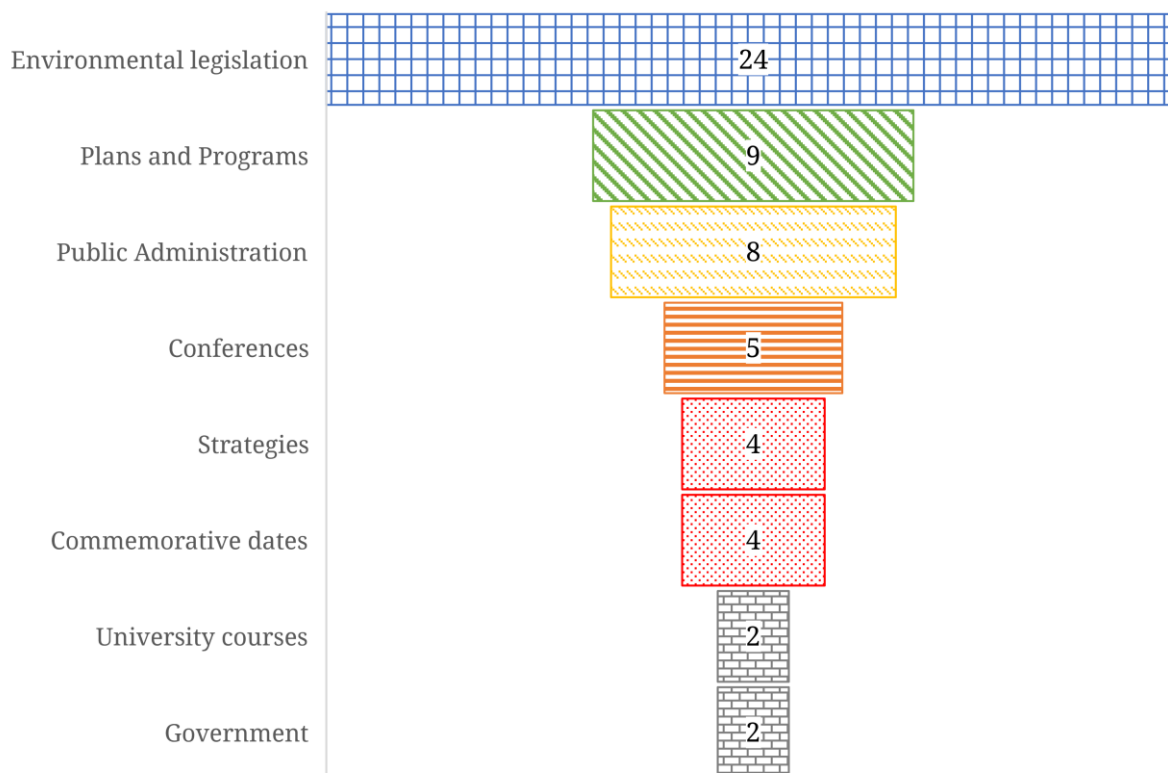 Environmental legislation 24
Plans and Programs 9
Public Administration 8
Conferences 5
Strategies 4
Commemorative dates 4
University courses 2
Government 2